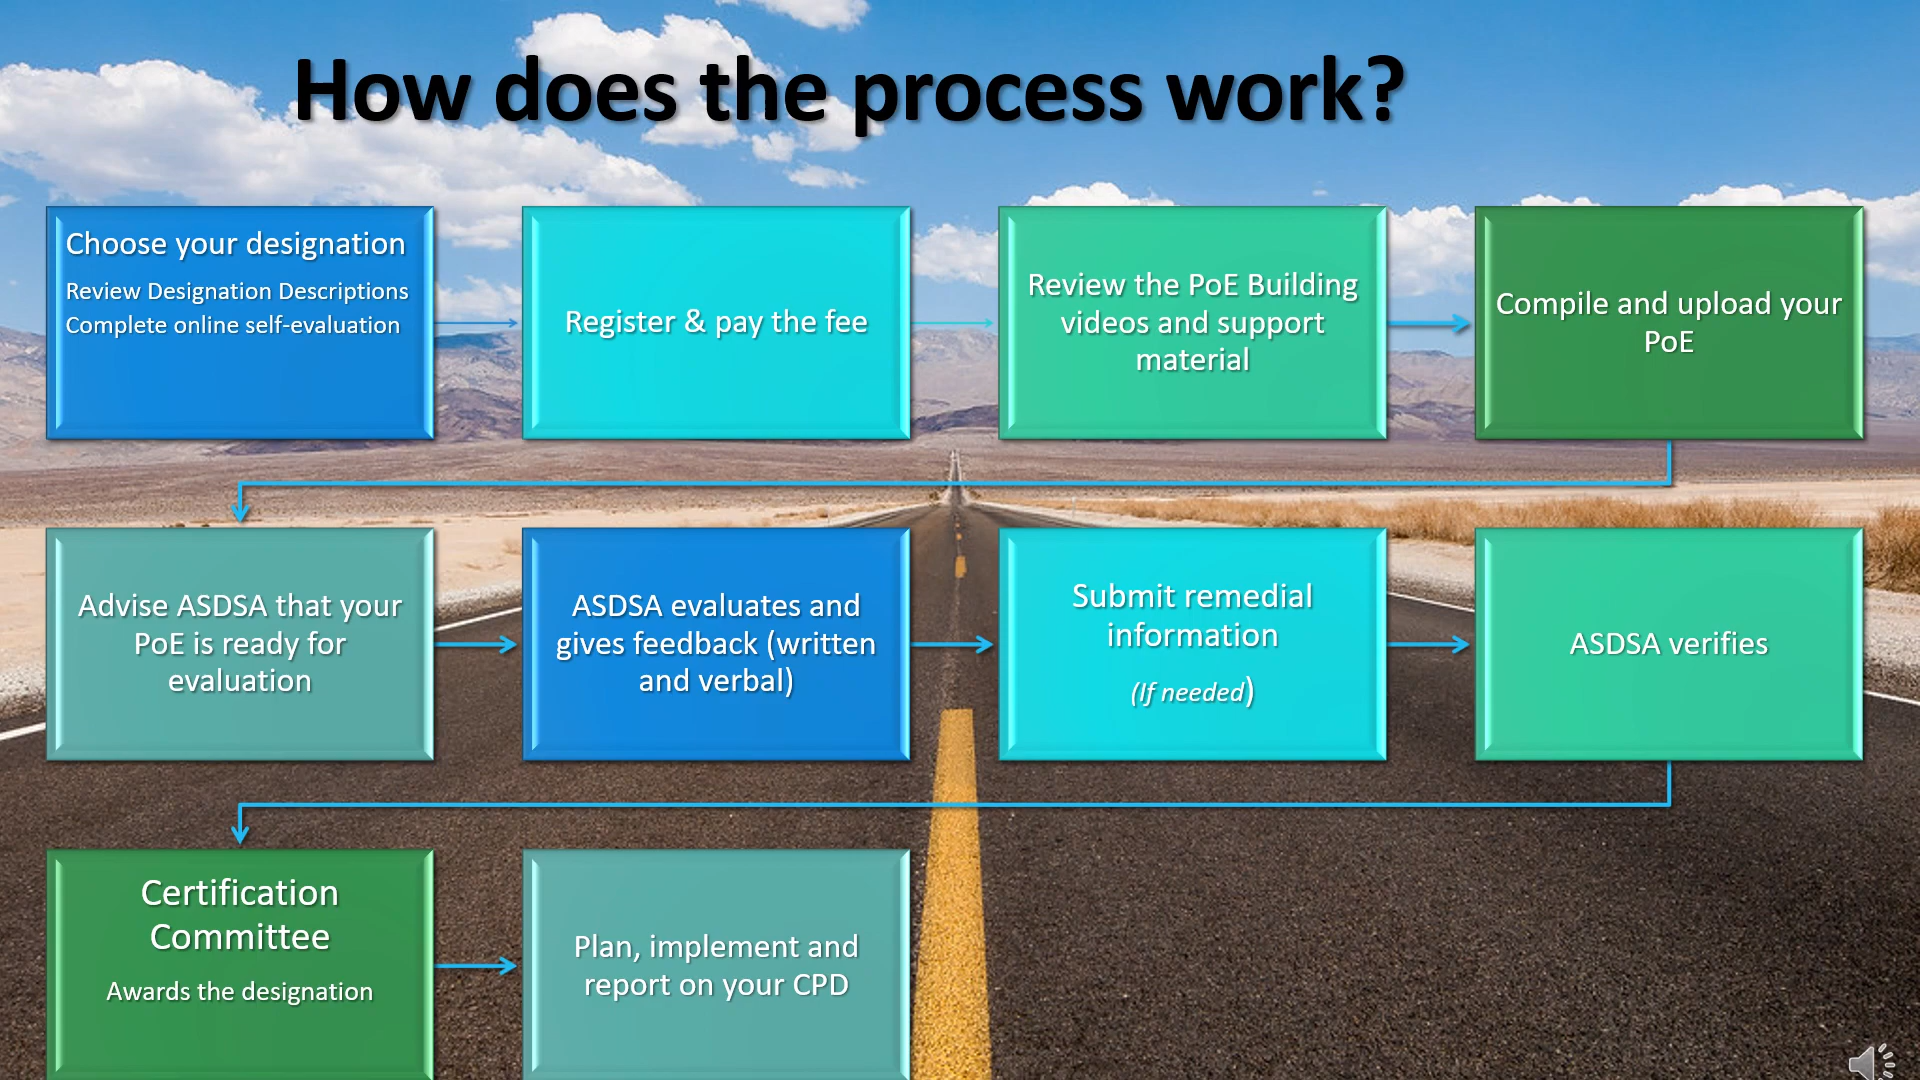 How does the process work?
Choose your designation
Review Designation Descriptions
Complete online self-evaluation
Register & pay the fee
Review the PoE Building
videos and support
material
Compile and upload your
PoE
Advise ASDSA that your
PoE is ready for
evaluation
ASDSA evaluates and
gives feedback (written
and verbal)
Submit remedial
information
(If needed)
ASDSA verifies
Certification
Committee
Awards the designation
Plan, implement and
report on your CPD